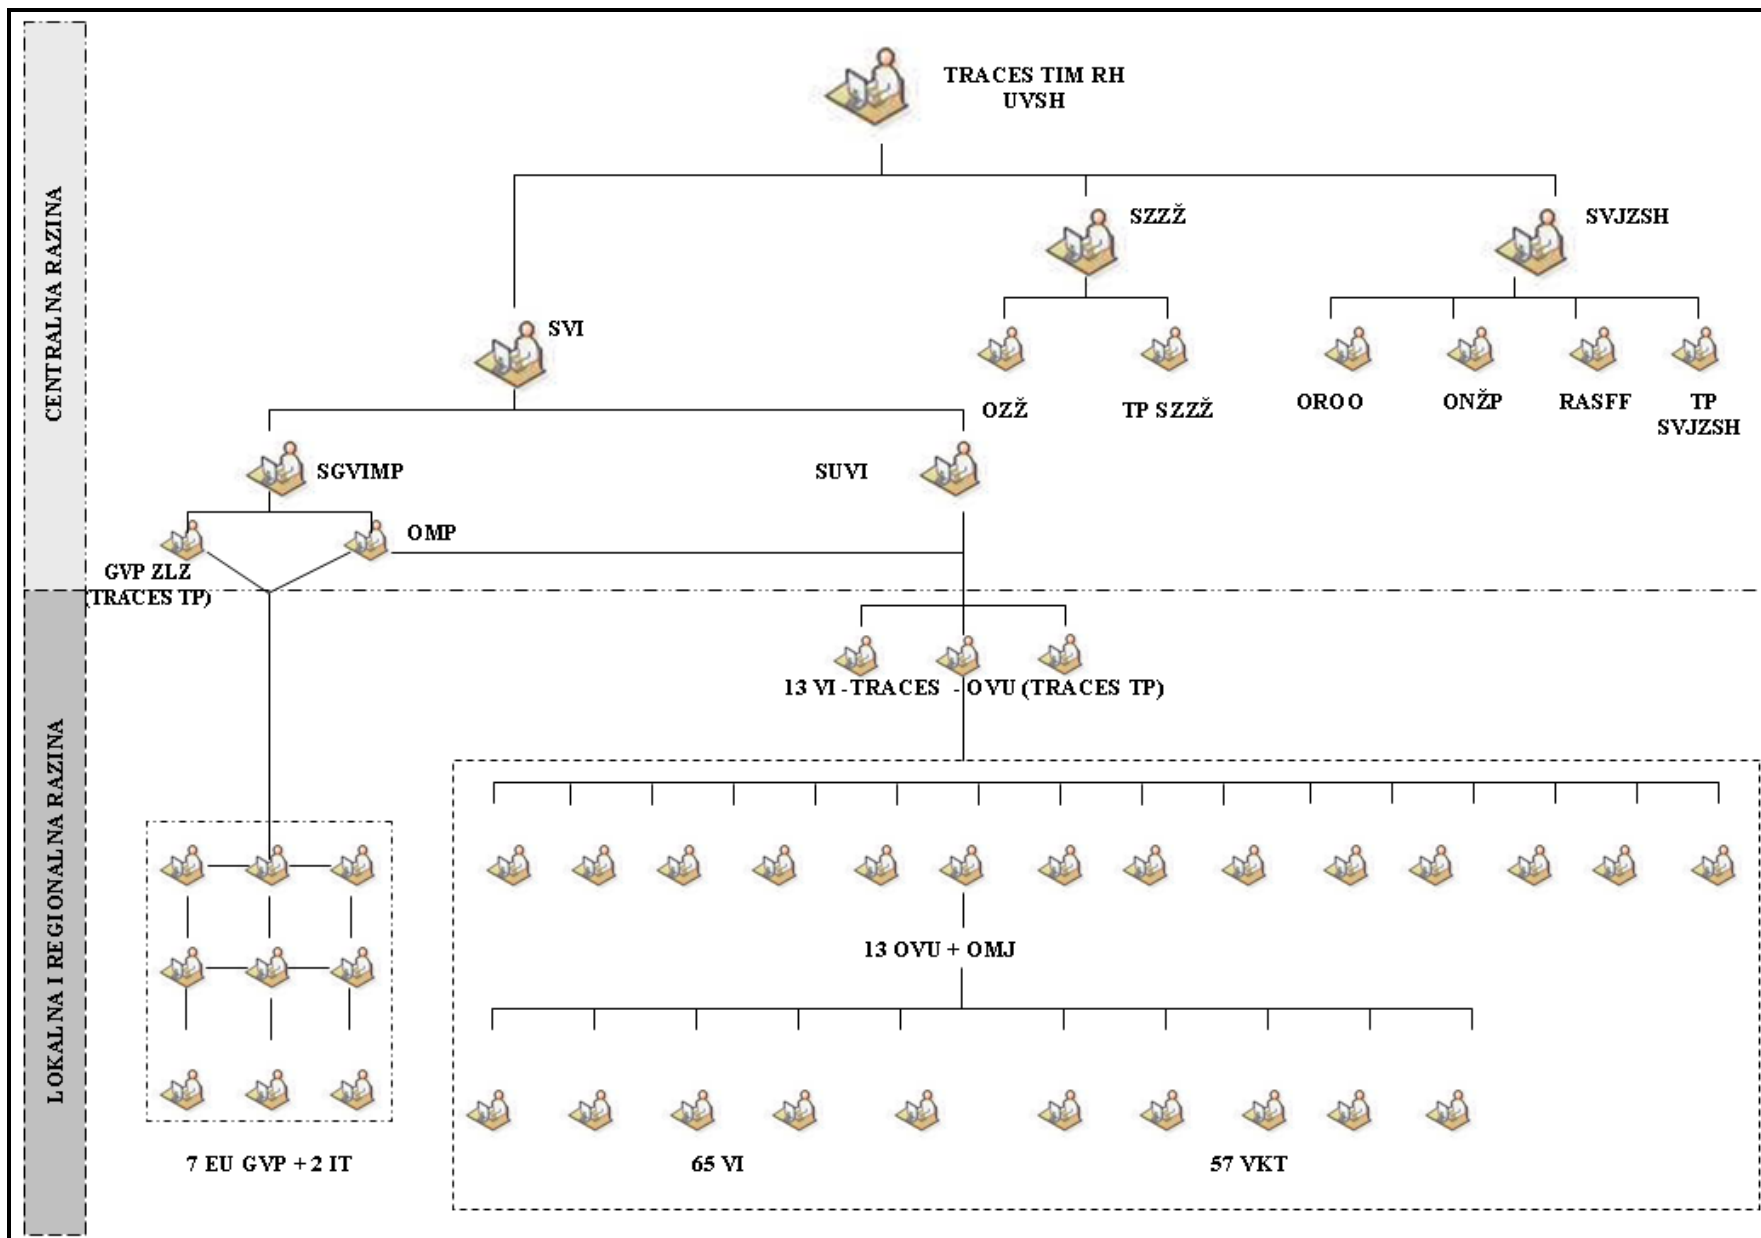 TRACES TIM RH
UVSH
CENTRALNA RAZINA
SZZŽ
SVJZSH
SVI
OZŽ
TP SZZŽ
OROO
ONŽP
RASFF
TP
SVJZSH
SGVIMP
SUVI
OMP
GVP ZLZ
(TRACES TP)
LOKALNA I REGIONALNA RAZINA
13 VI -TRACES - OVU (TRACES TP)
13 OVU + OMJ
7 EU GVP + 2 IT
65 VI
57 VKT